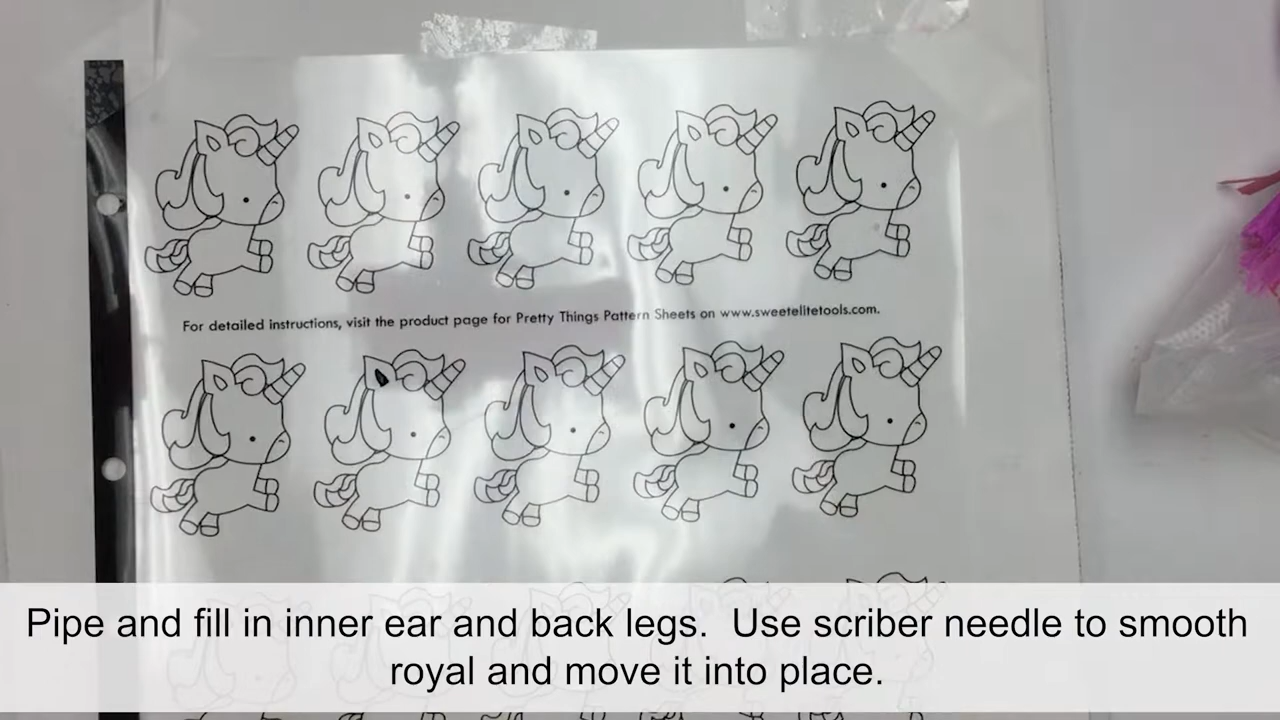 For detailed instructions, visit the product page for Pretty Things Pattern Sheets on www.sweetelitetools.com.
Pipe and fill in inner ear and back legs. Use scriber needle to smooth
royal and move it into place.